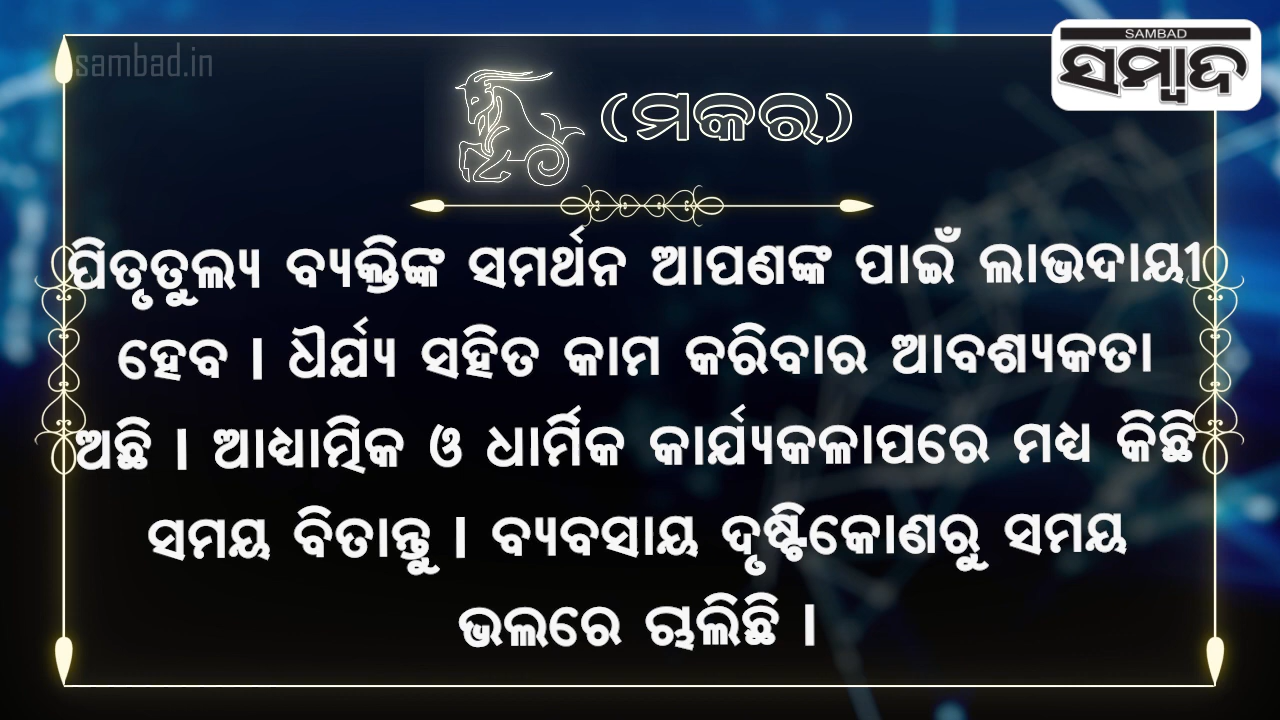 sambad.in
SAMBAD
ସମ୍ବାଦ
(ମକର)
ପିତୃତୁଲ୍ୟ ବ୍ୟକ୍ତିଙ୍କ ସମର୍ଥନ ଆପଣଙ୍କ ପାଇଁ ଲାଭଦାୟୀ
ହେବ । ଧୈର୍ଯ୍ୟ ସହିତ କାମ କରିବାର ଆବଶ୍ୟକତା
ଅଛି । ଆଧ୍ୟାତ୍ମିକ ଓ ଧାର୍ମିକ କାର୍ଯ୍ୟକଳାପରେ ମଧ୍ୟ କିଛି
ସମୟ ବିତାନ୍ତୁ । ବ୍ୟବସାୟ ଦୃଷ୍ଟିକୋଣରୁ ସମୟ
ଭଲରେ ଚାଲିଛି ।